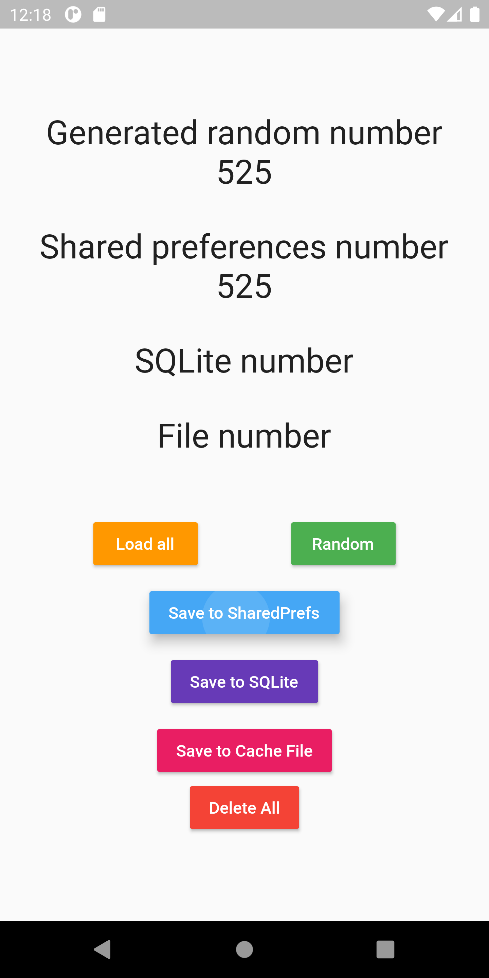 12:18
Generated random number
525
Shared preferences number
525
SQLite number
File number
Load all
Random
Save to SharedPrefs
Save to SQLite
Save to Cache File
Delete All